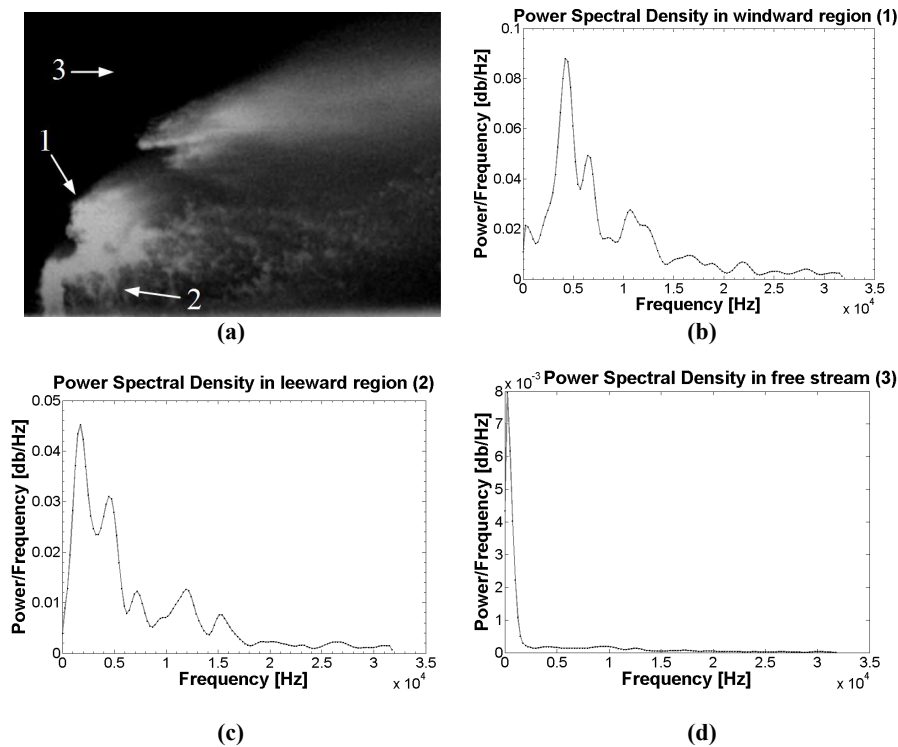 3
1
2
(a)
Power Spectral Density in windward region (1)
Power/Frequency [db/Hz]
0.1
0.08
0.06
0.04
0.02
0
0 0.5 1 1.5 2 2.5 3 3.5
Frequency [Hz]
x 10^4
(b)
Power Spectral Density in leeward region (2)
Power/Frequency [db/Hz]
0.05
0.04
0.03
0.02
0.01
0
0 0.5 1 1.5 2 2.5 3 3.5
Frequency [Hz]
x 10^4
(c)
x 10^-3 Power Spectral Density in free stream (3)
Power/Frequency [db/Hz]
8
7
6
5
4
3
2
1
0
0 0.5 1 1.5 2 2.5 3 3.5
Frequency [Hz]
x 10^4
(d)